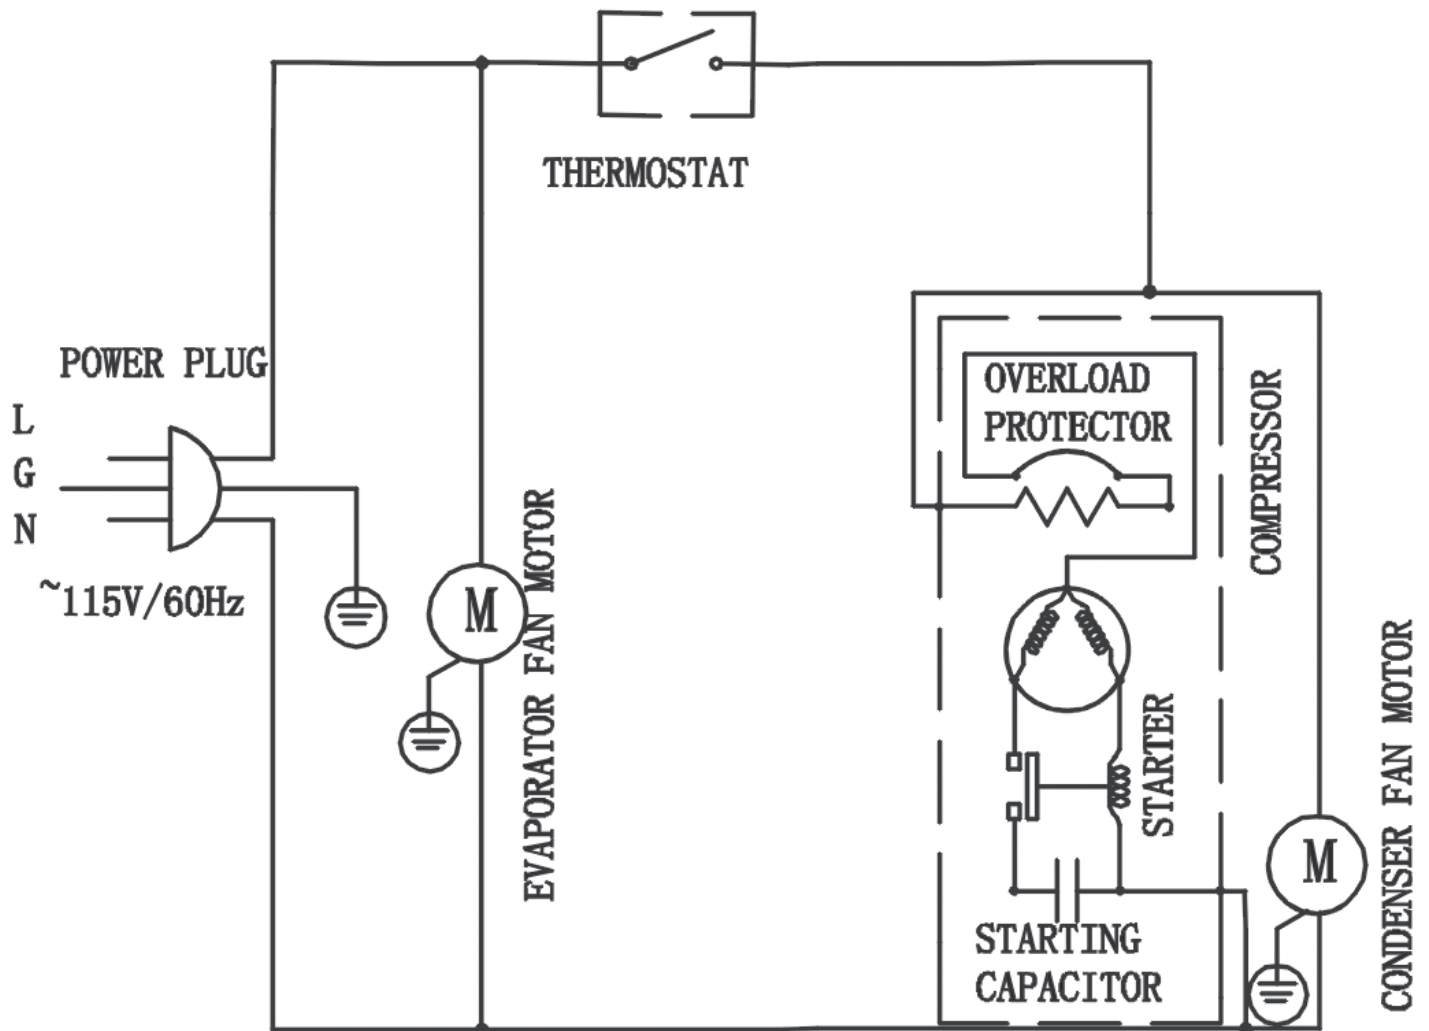 THERMOSTAT
POWER PLUG
L
G
N
~115V/60Hz
M
EVAPORATOR FAN MOTOR
OVERLOAD
PROTECTOR
COMPRESSOR
STARTER
STARTING
CAPACITOR
M
CONDENSER FAN MOTOR